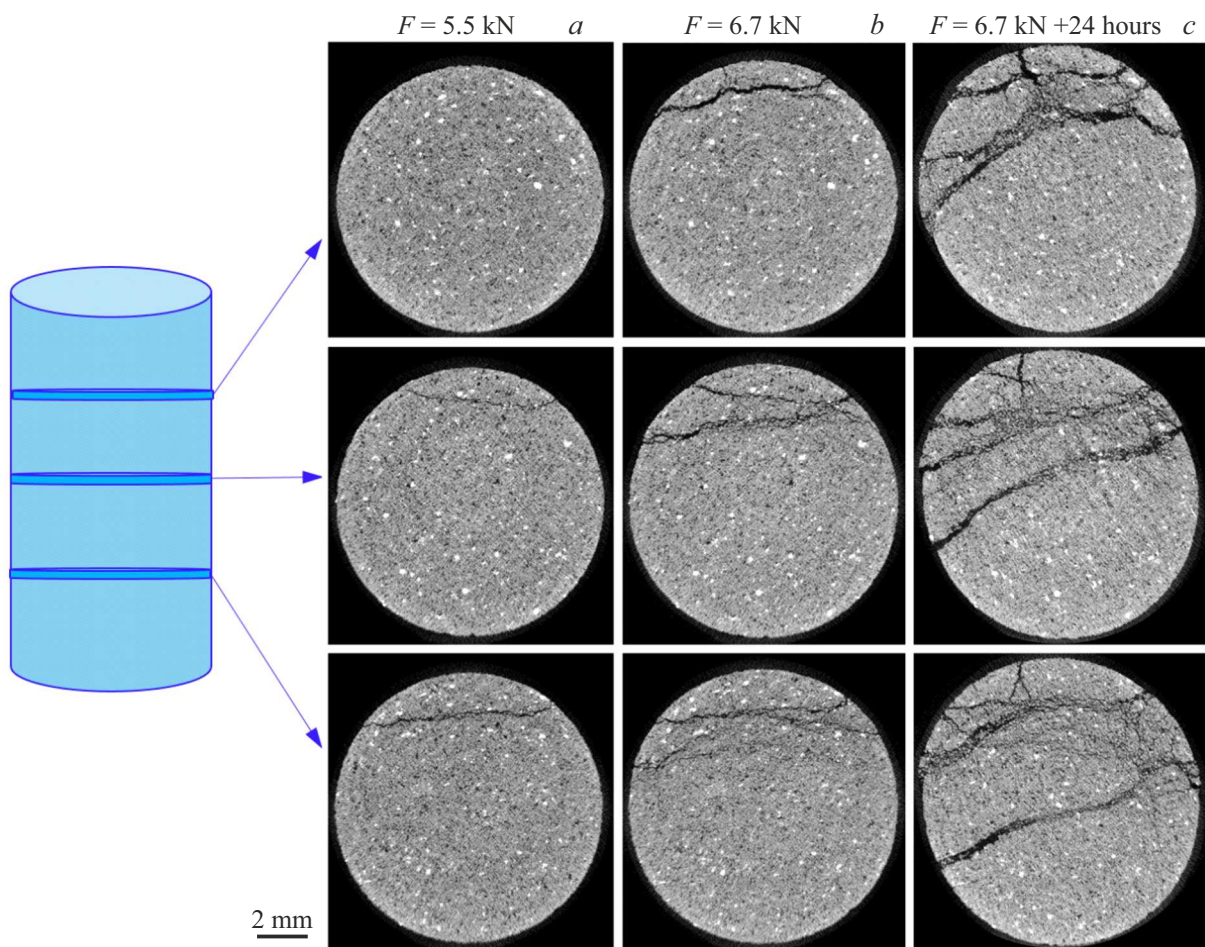 F = 5.5 kN a
F = 6.7 kN b
F = 6.7 kN +24 hours c
2 mm